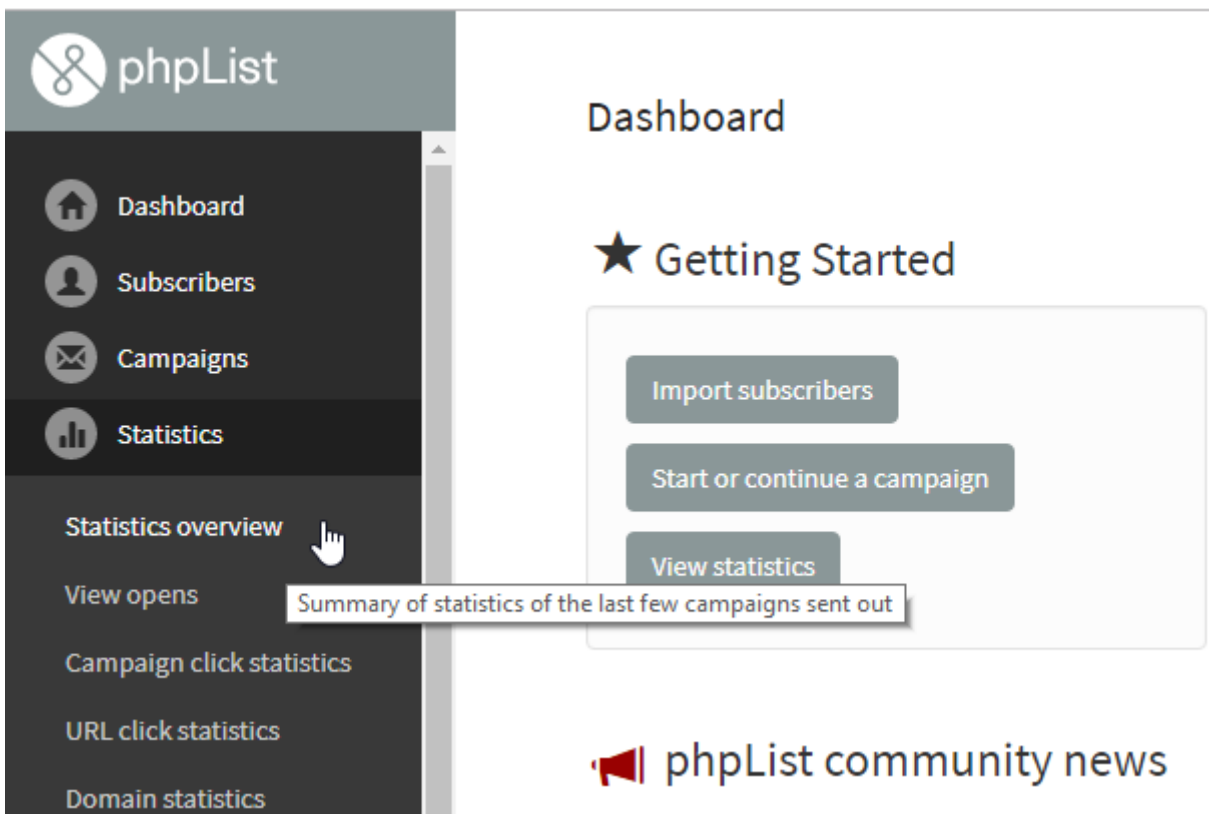 phpList
Dashboard
Subscribers
Campaigns
Statistics
Statistics overview
View opens
Campaign click statistics
URL click statistics
Domain statistics
Dashboard
Getting Started
Import subscribers
Start or continue a campaign
View statistics
Summary of statistics of the last few campaigns sent out
phpList community news